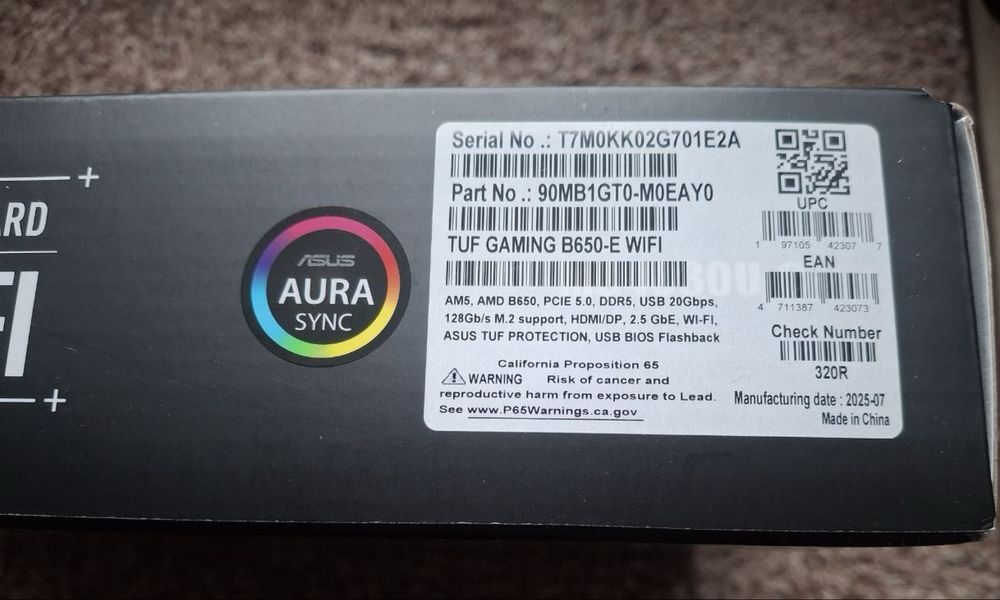 ARD
FI
ASUS
AURA
SYNC
Serial No .: T7M0KK02G701E2A
Part No .: 90MB1GT0-M0EAY0
TUF GAMING B650-E WIFI
AM5, AMD B650, PCIE 5.0, DDR5, USB 20Gbps,
128Gb/s M.2 support, HDMI/DP, 2.5 GbE, WI-FI,
ASUS TUF PROTECTION, USB BIOS Flashback
California Proposition 65
WARNING Risk of cancer and
reproductive harm from exposure to Lead.
See www.P65Warnings.ca.gov
UPC
1 97105 42307 7
EAN
4 711387 423073
Check Number
320R
Manufacturing date : 2025-07
Made in China